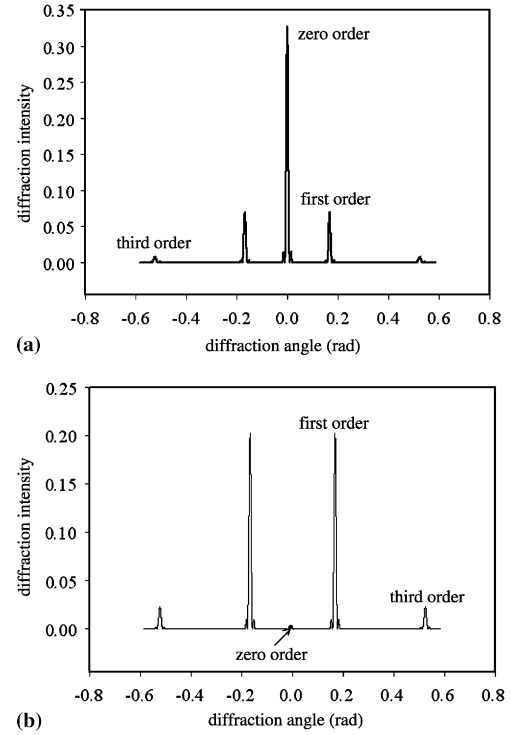 0.35
0.30
0.25
0.20
0.15
0.10
0.05
0.00
diffraction intensity
zero order
first order
third order
-0.8 -0.6 -0.4 -0.2 0.0 0.2 0.4 0.6 0.8
(a)
diffraction angle (rad)
0.25
0.20
0.15
0.10
0.05
0.00
diffraction intensity
first order
third order
zero order
-0.8 -0.6 -0.4 -0.2 0.0 0.2 0.4 0.6 0.8
(b)
diffraction angle (rad)